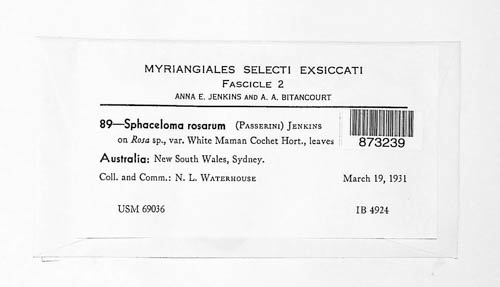 MYRIANGIALES SELECTI EXSICCATI
FASCICLE 2
ANNA E. JENKINS AND A. A. BITANCOURT
89—Sphaceloma rosarum (PASSERINI) JENKINS
on Rosa sp., var. White Maman Cochet Hort., leaves
873239
Australia: New South Wales, Sydney.
Coll. and Comm.: N. L. WATERHOUSE March 19, 1931
USM 69036 IB 4924